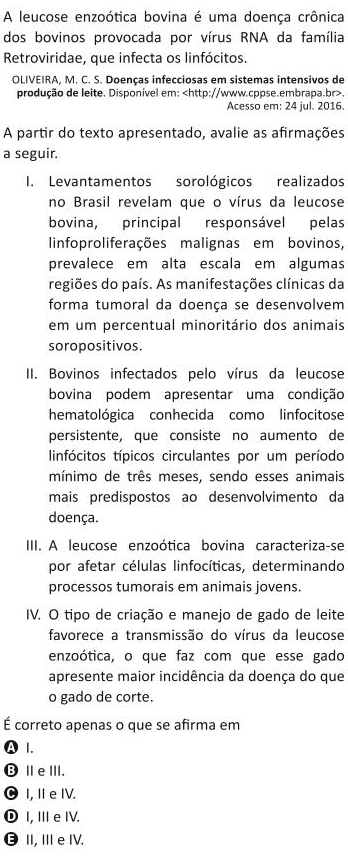 A leucose enzoótica bovina é uma doença crônica
dos bovinos provocada por vírus RNA da família
Retroviridae, que infecta os linfócitos.
OLIVEIRA, M. C. S. Doenças infecciosas em sistemas intensivos de
produção de leite. Disponível em: <http://www.cppse.embrapa.br>.
Acesso em: 24 jul. 2016.
A partir do texto apresentado, avalie as afirmações
a seguir.
I. Levantamentos sorológicos realizados
no Brasil revelam que o vírus da leucose
bovina, principal responsável pelas
linfoproliferações malignas em bovinos,
prevalece em alta escala em algumas
regiões do país. As manifestações clínicas da
forma tumoral da doença se desenvolvem
em um percentual minoritário dos animais
soropositivos.
II. Bovinos infectados pelo vírus da leucose
bovina podem apresentar uma condição
hematológica conhecida como linfocitose
persistente, que consiste no aumento de
linfócitos típicos circulantes por um período
mínimo de três meses, sendo esses animais
mais predispostos ao desenvolvimento da
doença.
III. A leucose enzoótica bovina caracteriza-se
por afetar células linfocíticas, determinando
processos tumorais em animais jovens.
IV. O tipo de criação e manejo de gado de leite
favorece a transmissão do vírus da leucose
enzoótica, o que faz com que esse gado
apresente maior incidência da doença do que
o gado de corte.
É correto apenas o que se afirma em
A I.
B II e III.
C I, II e IV.
D I, III e IV.
E II, III e IV.